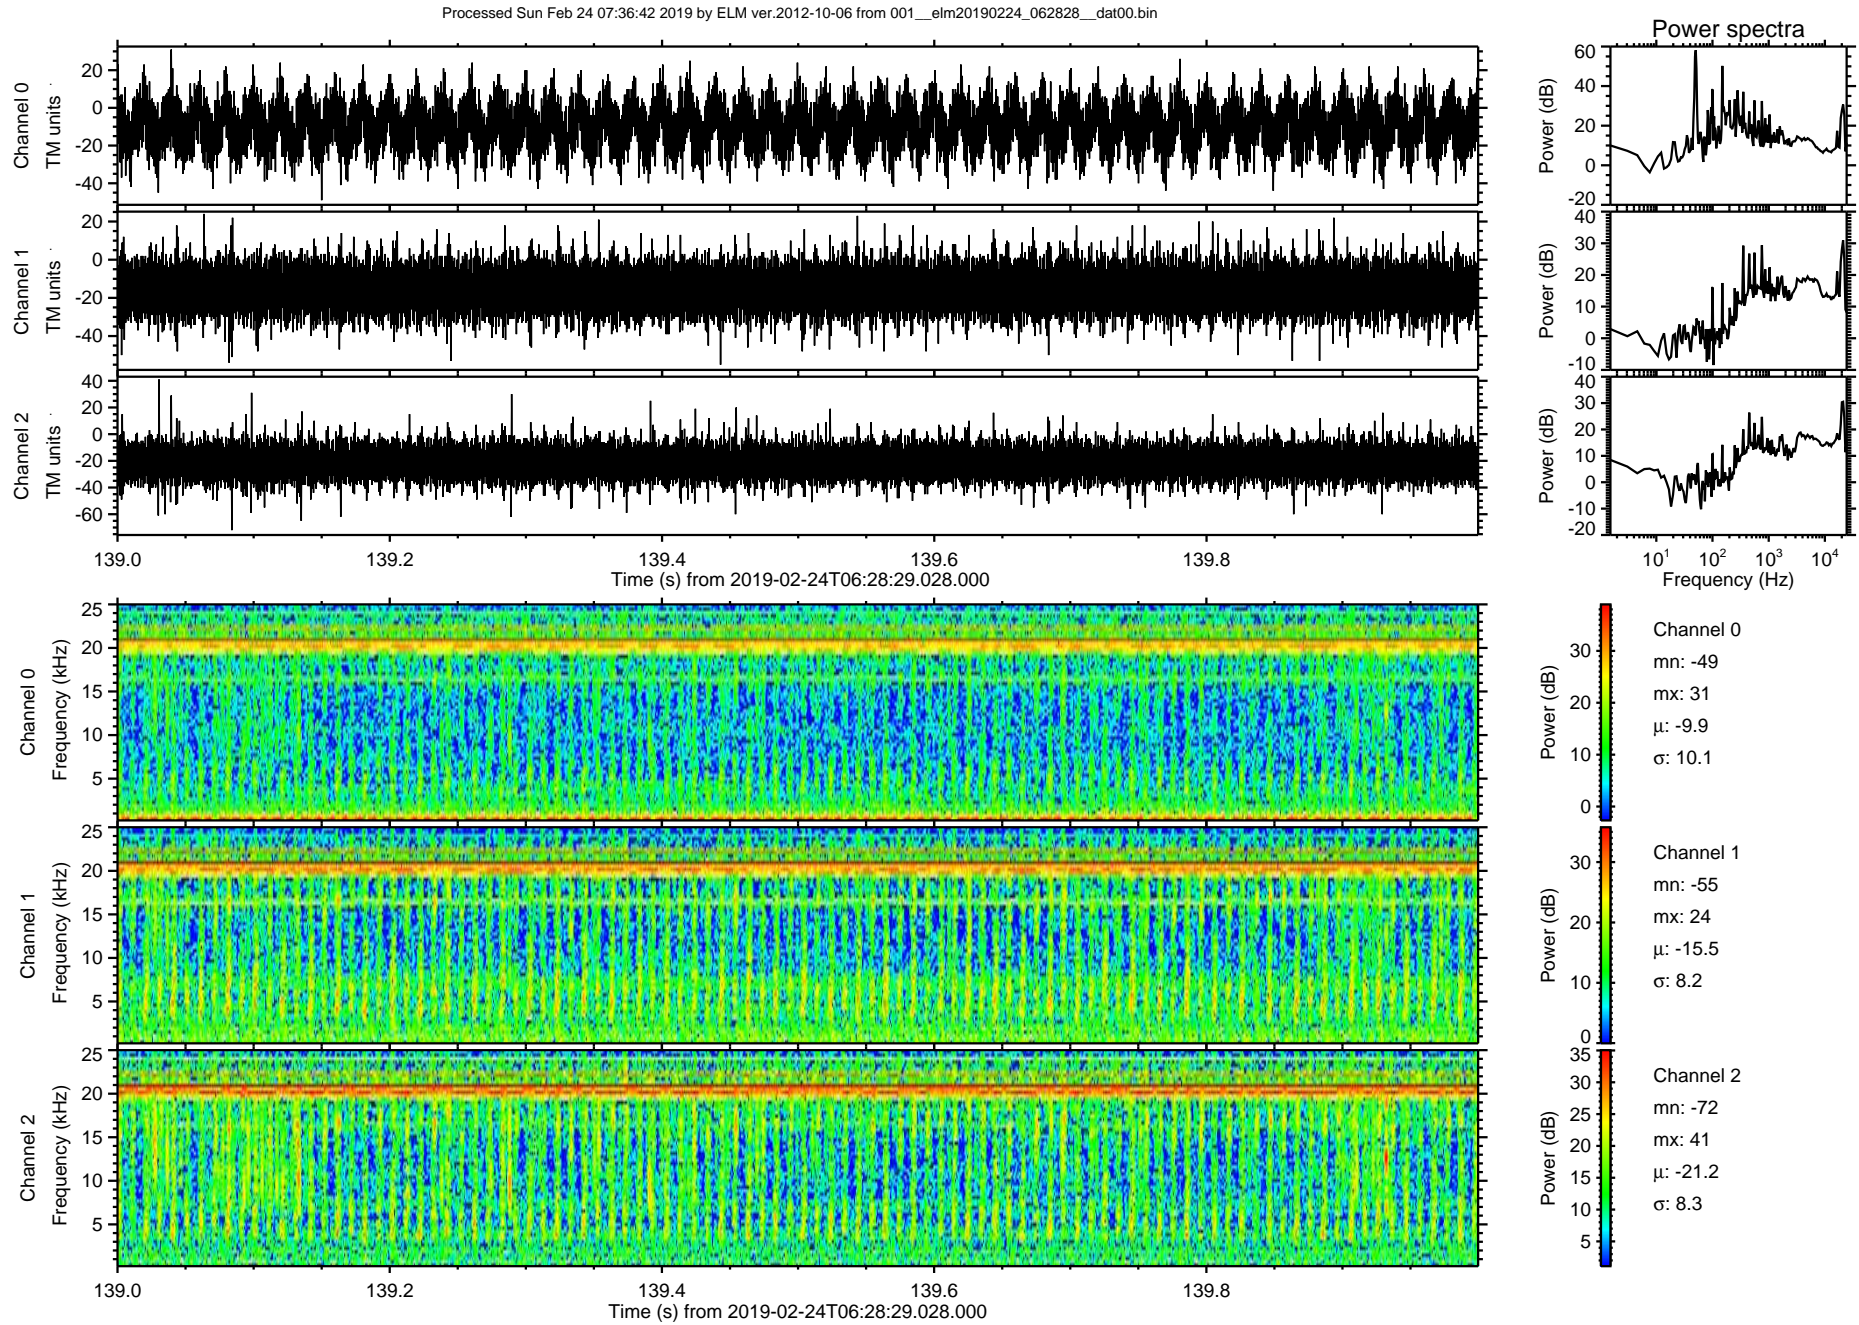 Processed Sun Feb 24 07:36:42 2019 by ELM ver.2012-10-06 from 001__elm20190224_062828__dat00.bin
Power spectra
Channel 0
TM units
20
0
-20
-40
Power (dB)
60
40
20
0
-20
Channel 1
TM units
20
0
-20
-40
Power (dB)
40
30
20
10
0
-10
Channel 2
TM units
40
20
0
-20
-40
-60
Power (dB)
40
30
20
10
0
-10
-20
139.0 139.2 139.4 139.6 139.8
Time (s) from 2019-02-24T06:28:29.028.000
10^1 10^2 10^3 10^4
Frequency (Hz)
Channel 0
Frequency (kHz)
25
20
15
10
5
Power (dB)
30
20
10
0
Channel 0
mn: -49
mx: 31
μ: -9.9
σ: 10.1
Channel 1
Frequency (kHz)
25
20
15
10
5
Power (dB)
30
20
10
0
Channel 1
mn: -55
mx: 24
μ: -15.5
σ: 8.2
Channel 2
Frequency (kHz)
25
20
15
10
5
Power (dB)
35
30
25
20
15
10
5
Channel 2
mn: -72
mx: 41
μ: -21.2
σ: 8.3
139.0 139.2 139.4 139.6 139.8
Time (s) from 2019-02-24T06:28:29.028.000